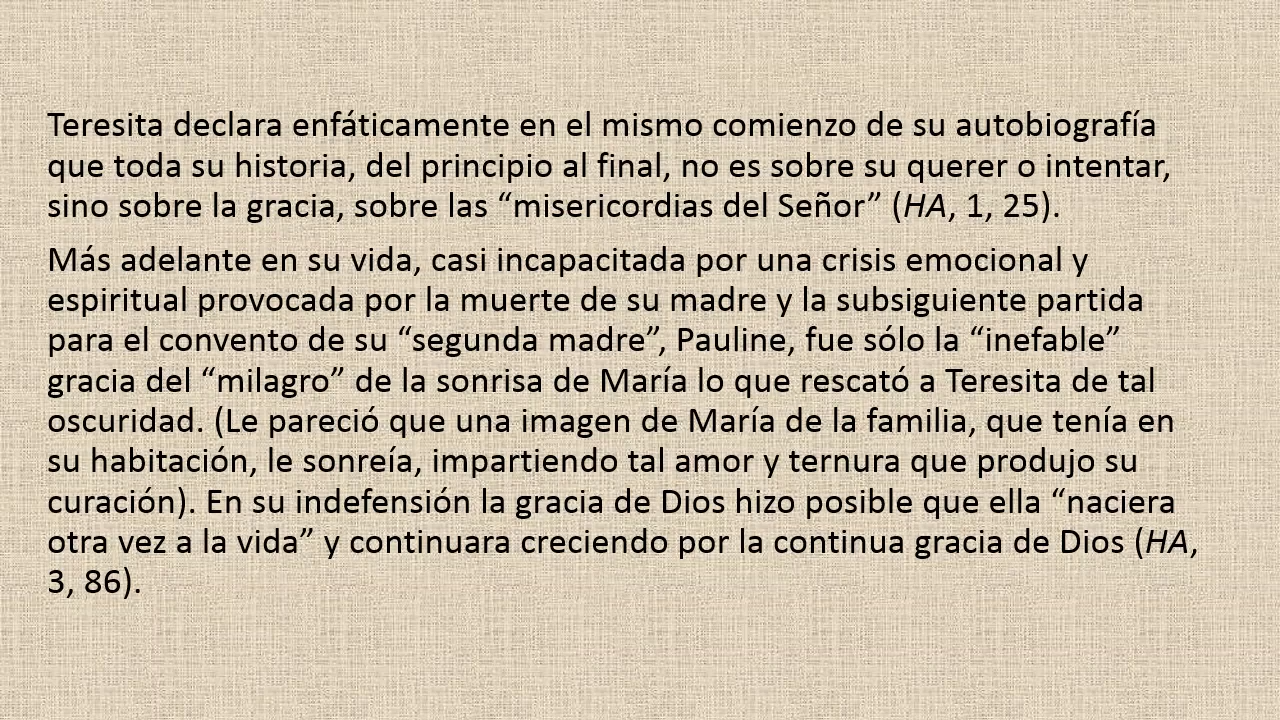 Teresita declara enfáticamente en el mismo comienzo de su autobiografía
que toda su historia, del principio al final, no es sobre su querer o intentar,
sino sobre la gracia, sobre las “misericordias del Señor” (HA, 1, 25).
Más adelante en su vida, casi incapacitada por una crisis emocional y
espiritual provocada por la muerte de su madre y la subsiguiente partida
para el convento de su “segunda madre”, Pauline, fue sólo la “inefable”
gracia del “milagro” de la sonrisa de María lo que rescató a Teresita de tal
oscuridad. (Le pareció que una imagen de María de la familia, que tenía en
su habitación, le sonreía, impartiendo tal amor y ternura que produjo su
curación). En su indefensión la gracia de Dios hizo posible que ella “naciera
otra vez a la vida” y continuara creciendo por la continua gracia de Dios (HA,
3, 86).